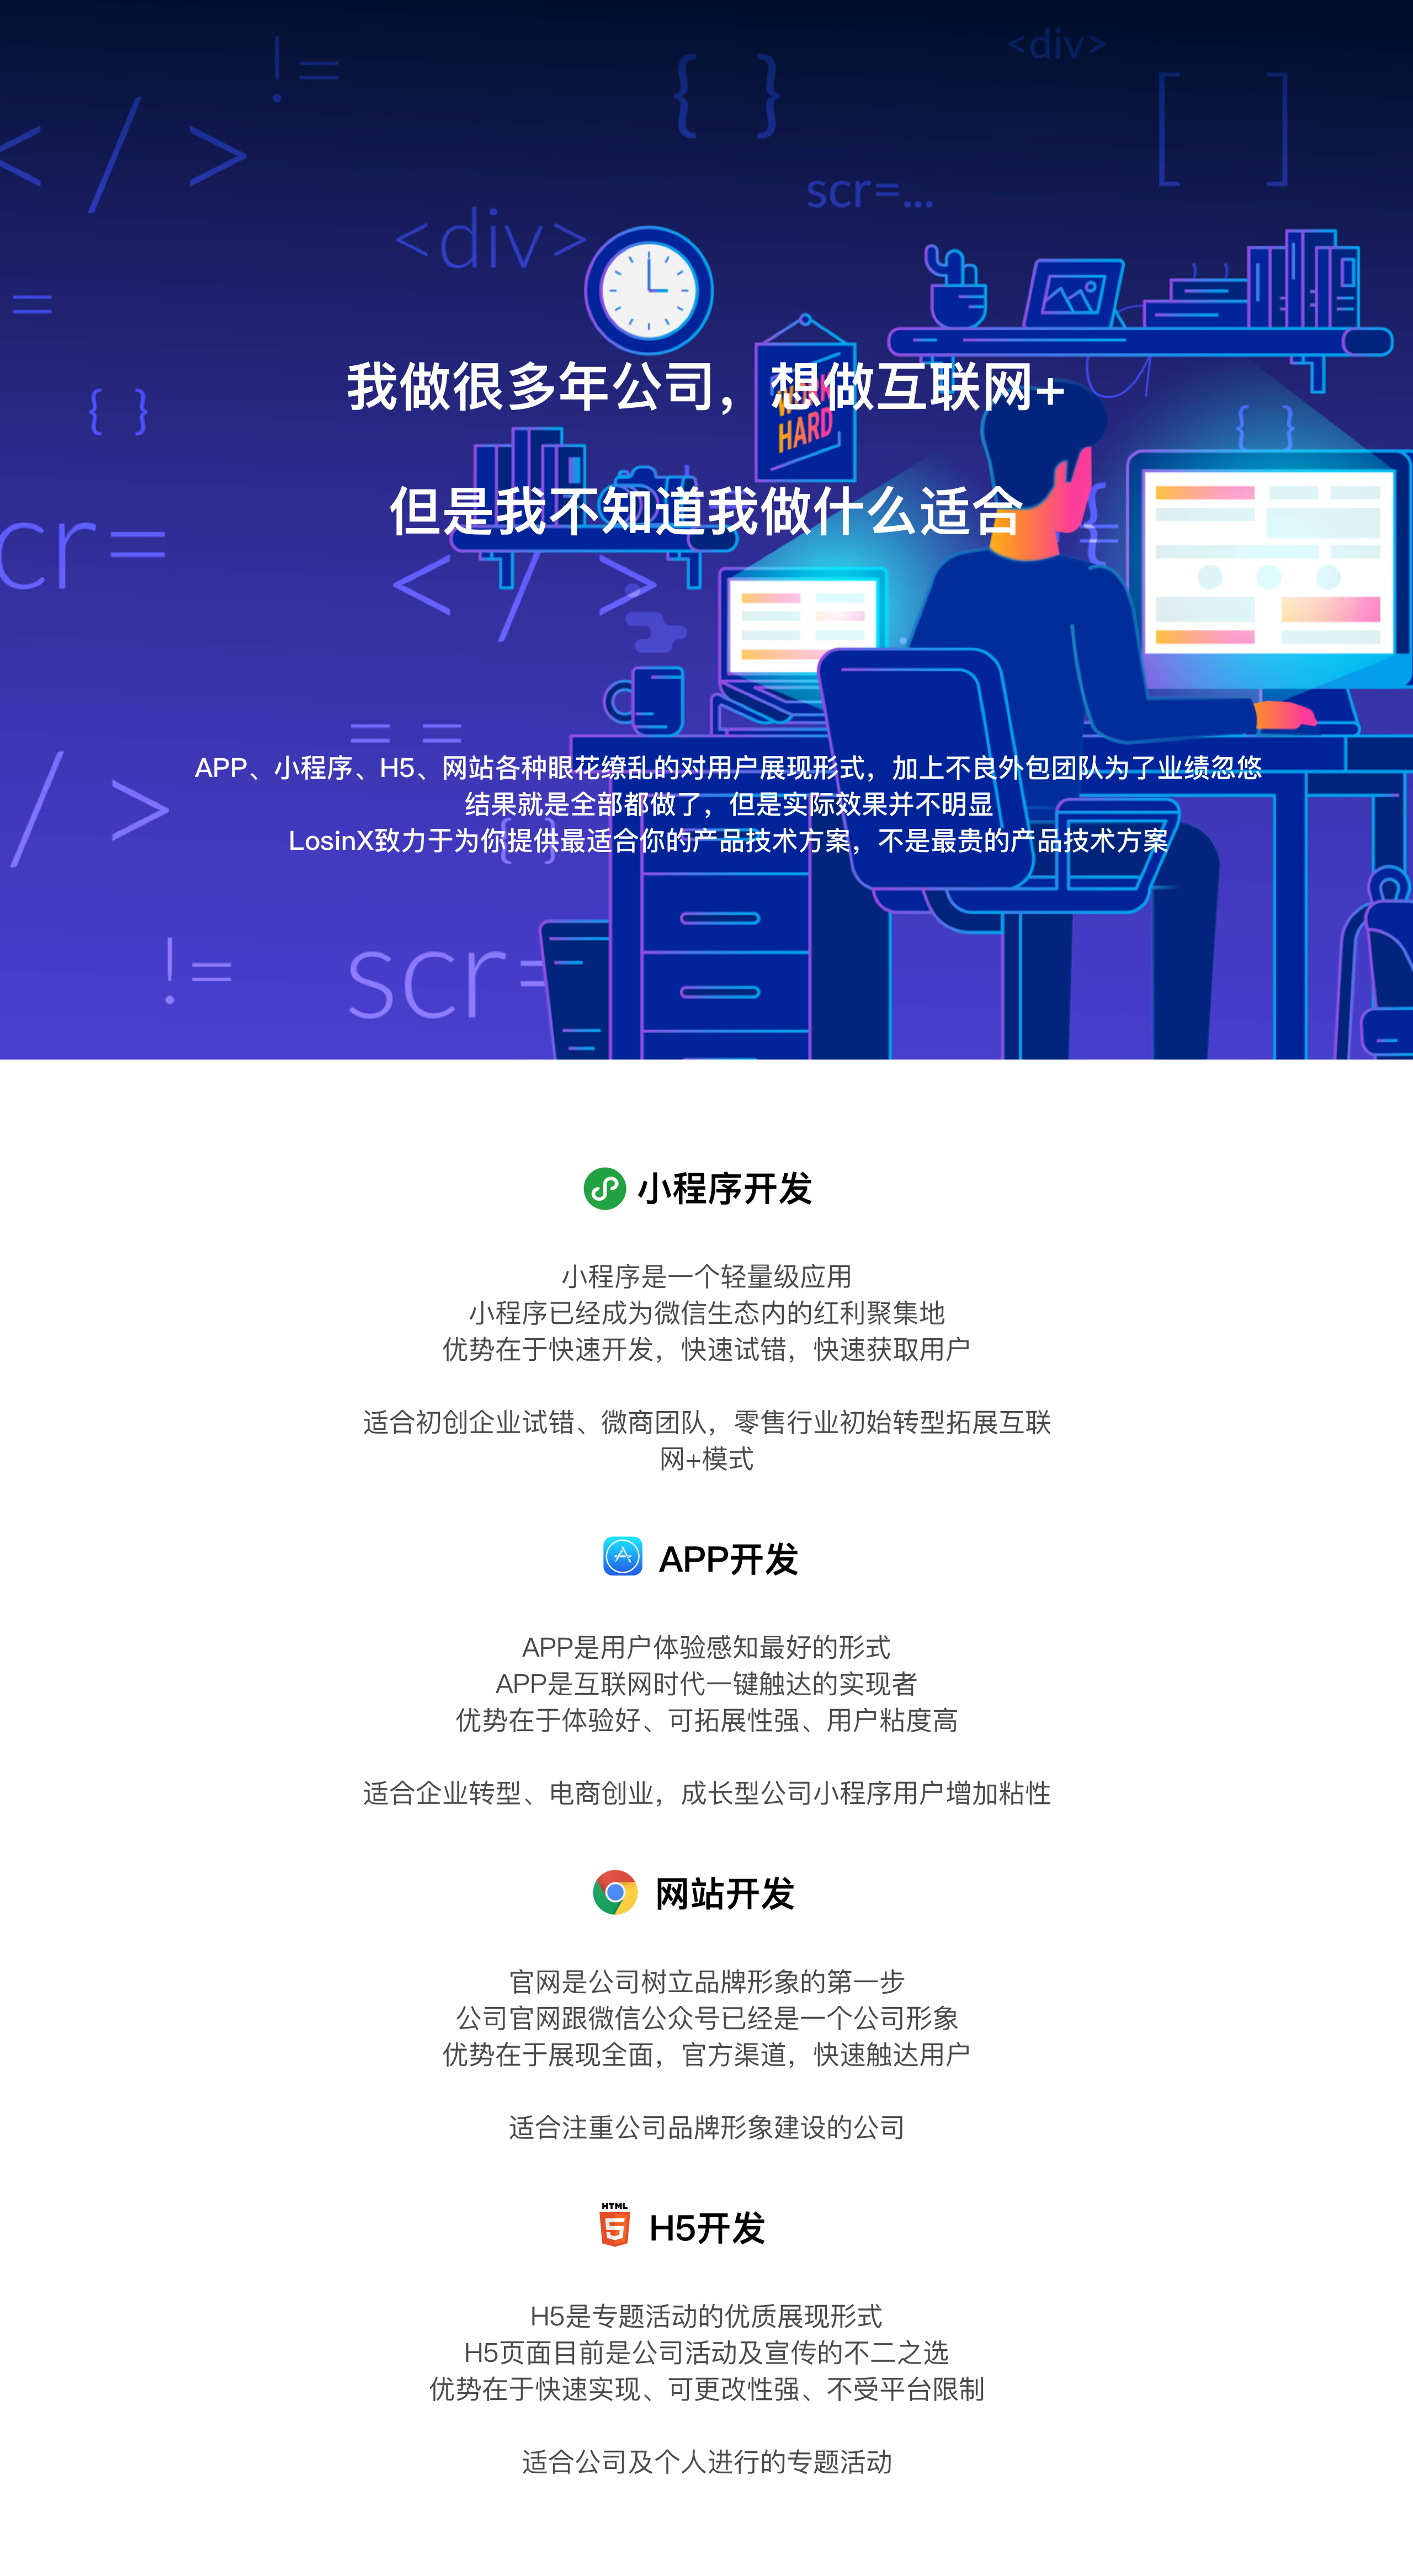 !=
<div>
{ }
[ ]
</>
scr=...
<div>
=
我做很多年公司，想做互联网+
{ }
HARD
{ }
但是我不知道我做什么适合
cr=
</>
==
APP、小程序、H5、网站各种眼花缭乱的对用户展现形式，加上不良外包团队为了业绩忽悠
结果就是全部都做了，但是实际效果并不明显
/>
LosinX致力于为你提供最适合你的产品技术方案，不是最贵的产品技术方案
{ }
!=
scr=
小程序开发
小程序是一个轻量级应用
小程序已经成为微信生态内的红利聚集地
优势在于快速开发，快速试错，快速获取用户
适合初创企业试错、微商团队，零售行业初始转型拓展互联
网+模式
APP开发
APP是用户体验感知最好的形式
APP是互联网时代一键触达的实现者
优势在于体验好、可拓展性强、用户粘度高
适合企业转型、电商创业，成长型公司小程序用户增加粘性
网站开发
官网是公司树立品牌形象的第一步
公司官网跟微信公众号已经是一个公司形象
优势在于展现全面，官方渠道，快速触达用户
适合注重公司品牌形象建设的公司
HTML
5
H5开发
H5是专题活动的优质展现形式
H5页面目前是公司活动及宣传的不二之选
优势在于快速实现、可更改性强、不受平台限制
适合公司及个人进行的专题活动